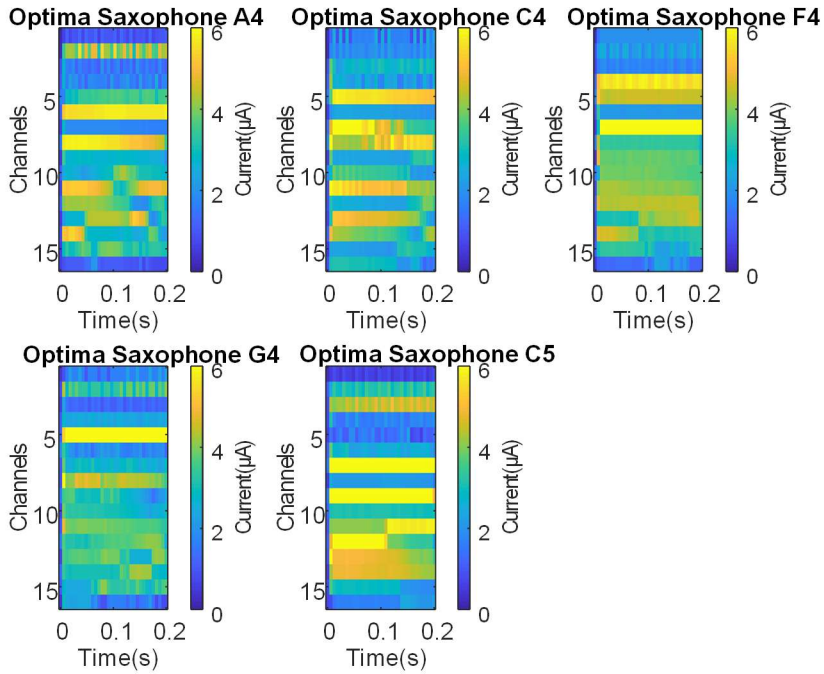 Optima Saxophone A4
Channels
5
10
15
0 0.1 0.2
Time(s)
6
4
2
0
Current(µA)
Optima Saxophone C4
Channels
5
10
15
0 0.1 0.2
Time(s)
6
4
2
0
Current(µA)
Optima Saxophone F4
Channels
5
10
15
0 0.1 0.2
Time(s)
6
4
2
0
Current(µA)
Optima Saxophone G4
Channels
5
10
15
0 0.1 0.2
Time(s)
6
4
2
0
Current(µA)
Optima Saxophone C5
Channels
5
10
15
0 0.1 0.2
Time(s)
6
4
2
0
Current(µA)